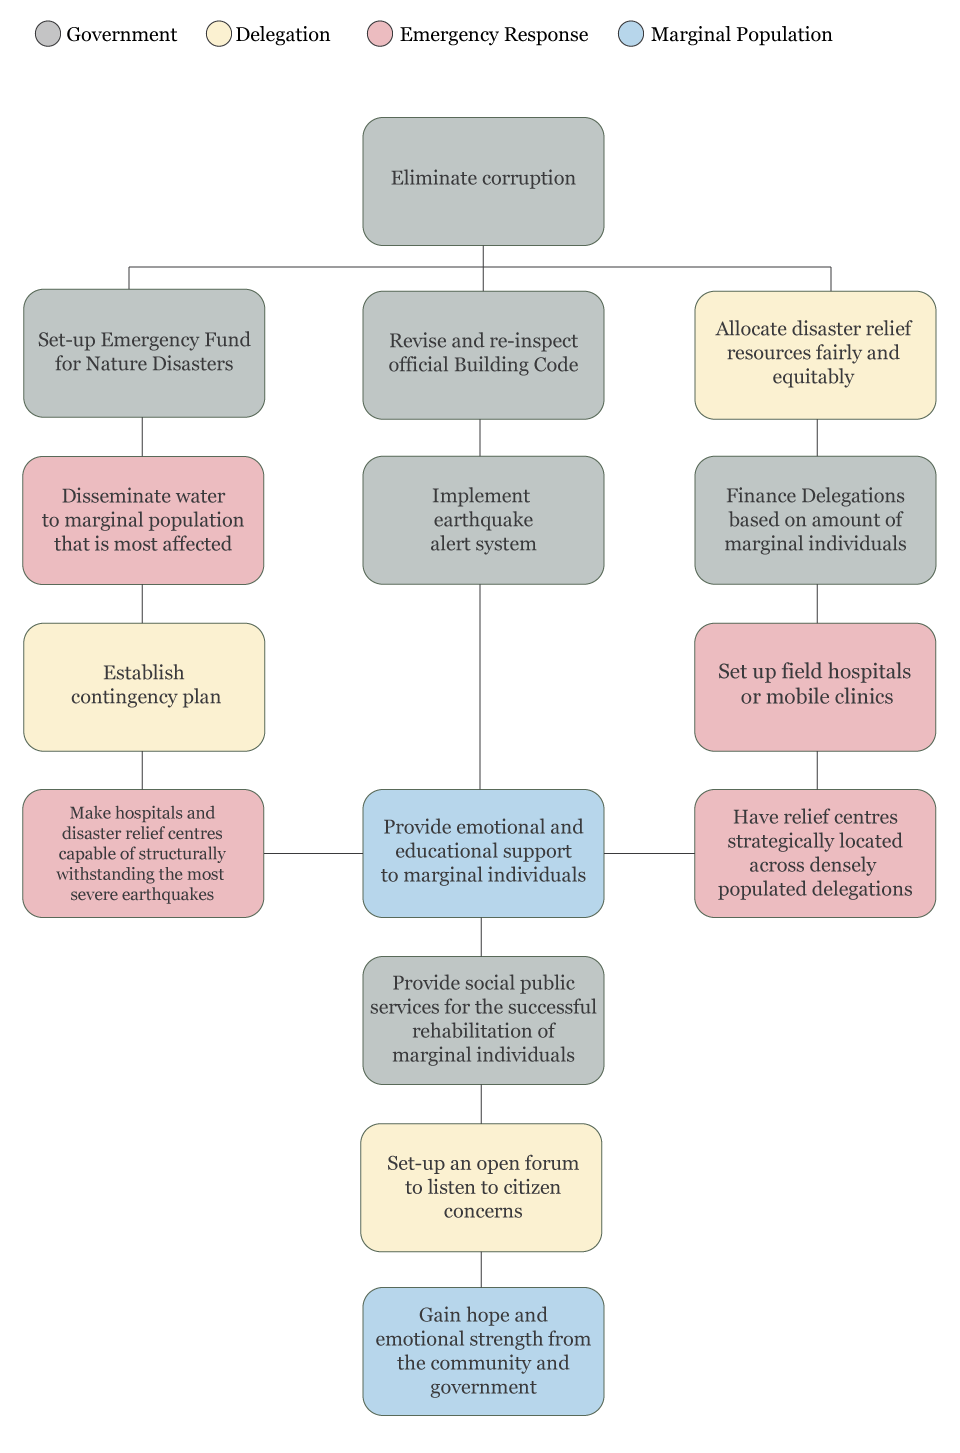 Government
Delegation
Emergency Response
Marginal Population
Eliminate corruption
Set-up Emergency Fund
for Nature Disasters
Revise and re-inspect
official Building Code
Allocate disaster relief
resources fairly and
equitably
Disseminate water
to marginal population
that is most affected
Implement
earthquake
alert system
Finance Delegations
based on amount of
marginal individuals
Establish
contingency plan
Set up field hospitals
or mobile clinics
Make hospitals and
disaster relief centres
capable of structurally
withstanding the most
severe earthquakes
Provide emotional and
educational support
to marginal individuals
Have relief centres
strategically located
across densely
populated delegations
Provide social public
services for the successful
rehabilitation of
marginal individuals
Set-up an open forum
to listen to citizen
concerns
Gain hope and
emotional strength from
the community and
government